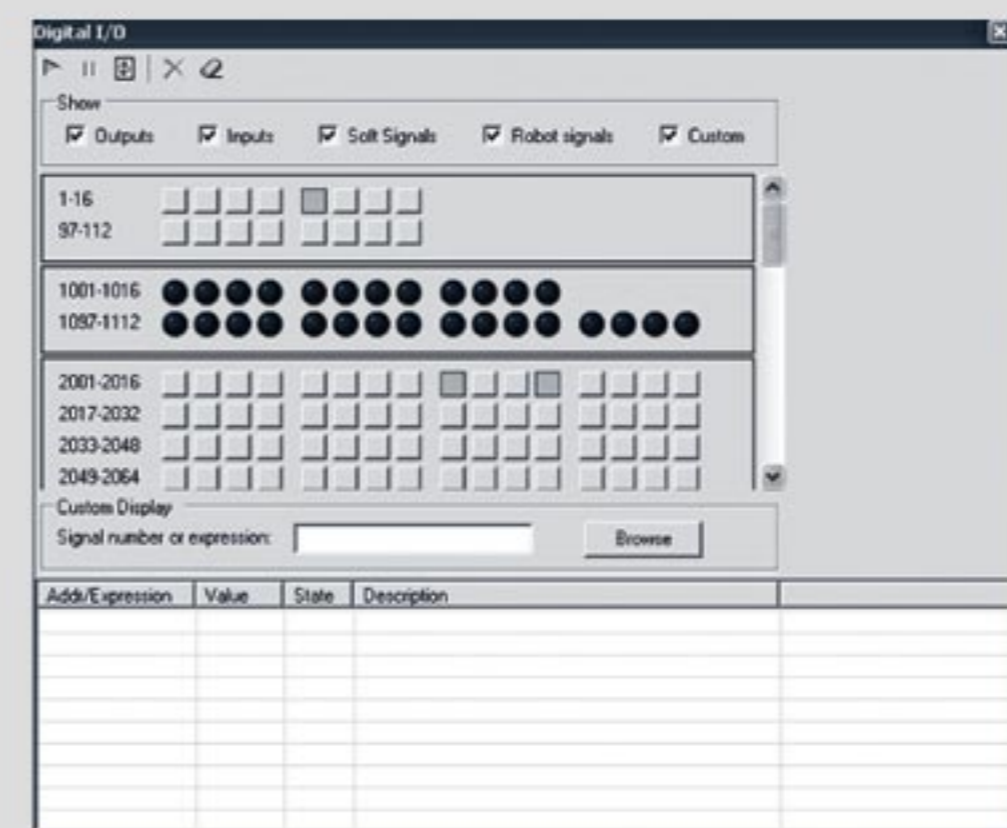 Digital I/O
Show
Outputs Inputs Soft Signals Robot signals Custom
1-16
97-112
1001-1016
1097-1112
2001-2016
2017-2032
2033-2048
2049-2064
Custom Display
Signal number or expression: Browse
Addr/Expression Value State Description